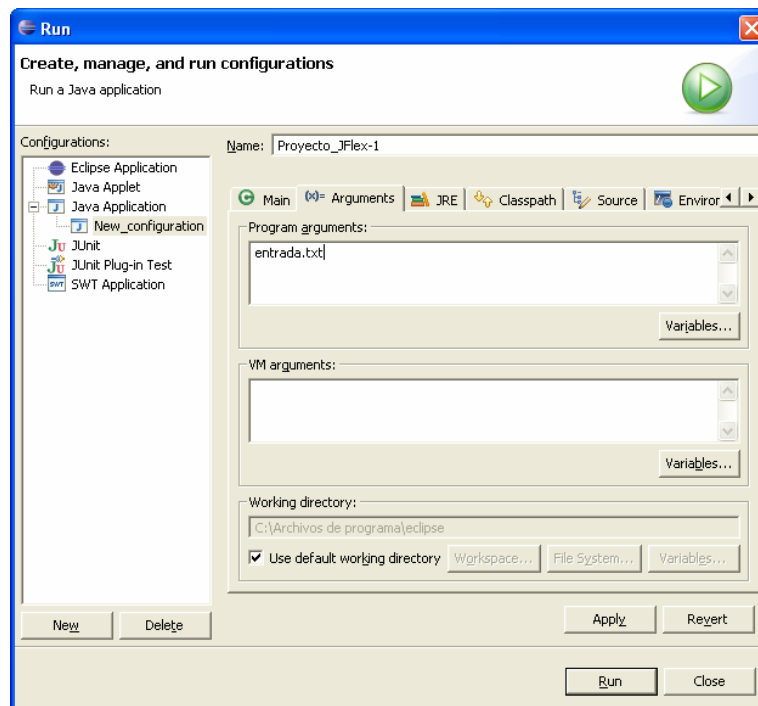 Run
Create, manage, and run configurations
Run a Java application
Configurations:
Eclipse Application
Java Applet
Java Application
New_configuration
JUnit
JUnit Plug-in Test
SWT Application
New
Delete
Name: Proyecto_JFlex-1
Main (x)= Arguments JRE Classpath Source Enviror
Program arguments:
entrada.txt
Variables...
VM arguments:
Variables...
Working directory:
C:\Archivos de programa\eclipse
Use default working directory Workspace... File System... Variables...
Apply Revert
Run Close